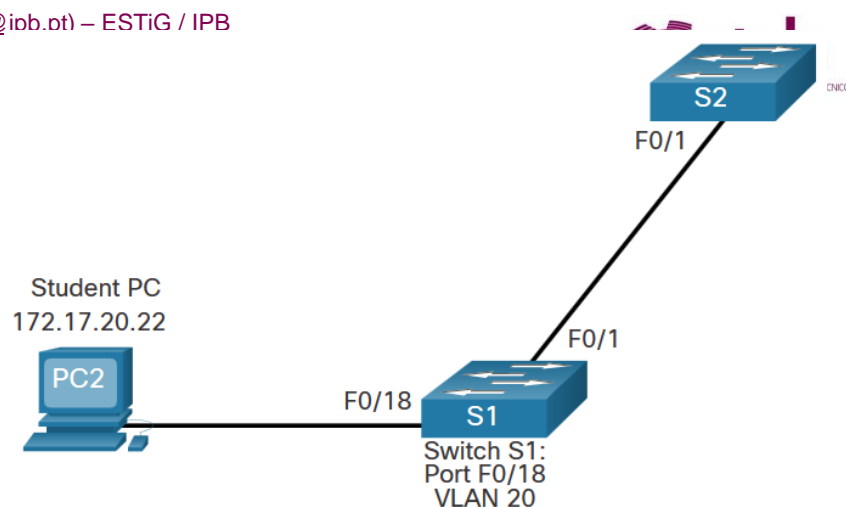 @ipb.pt) – ESTiG / IPB
CNICO
S2
F0/1
Student PC
172.17.20.22
F0/1
PC2
F0/18
S1
Switch S1:
Port F0/18
VLAN 20